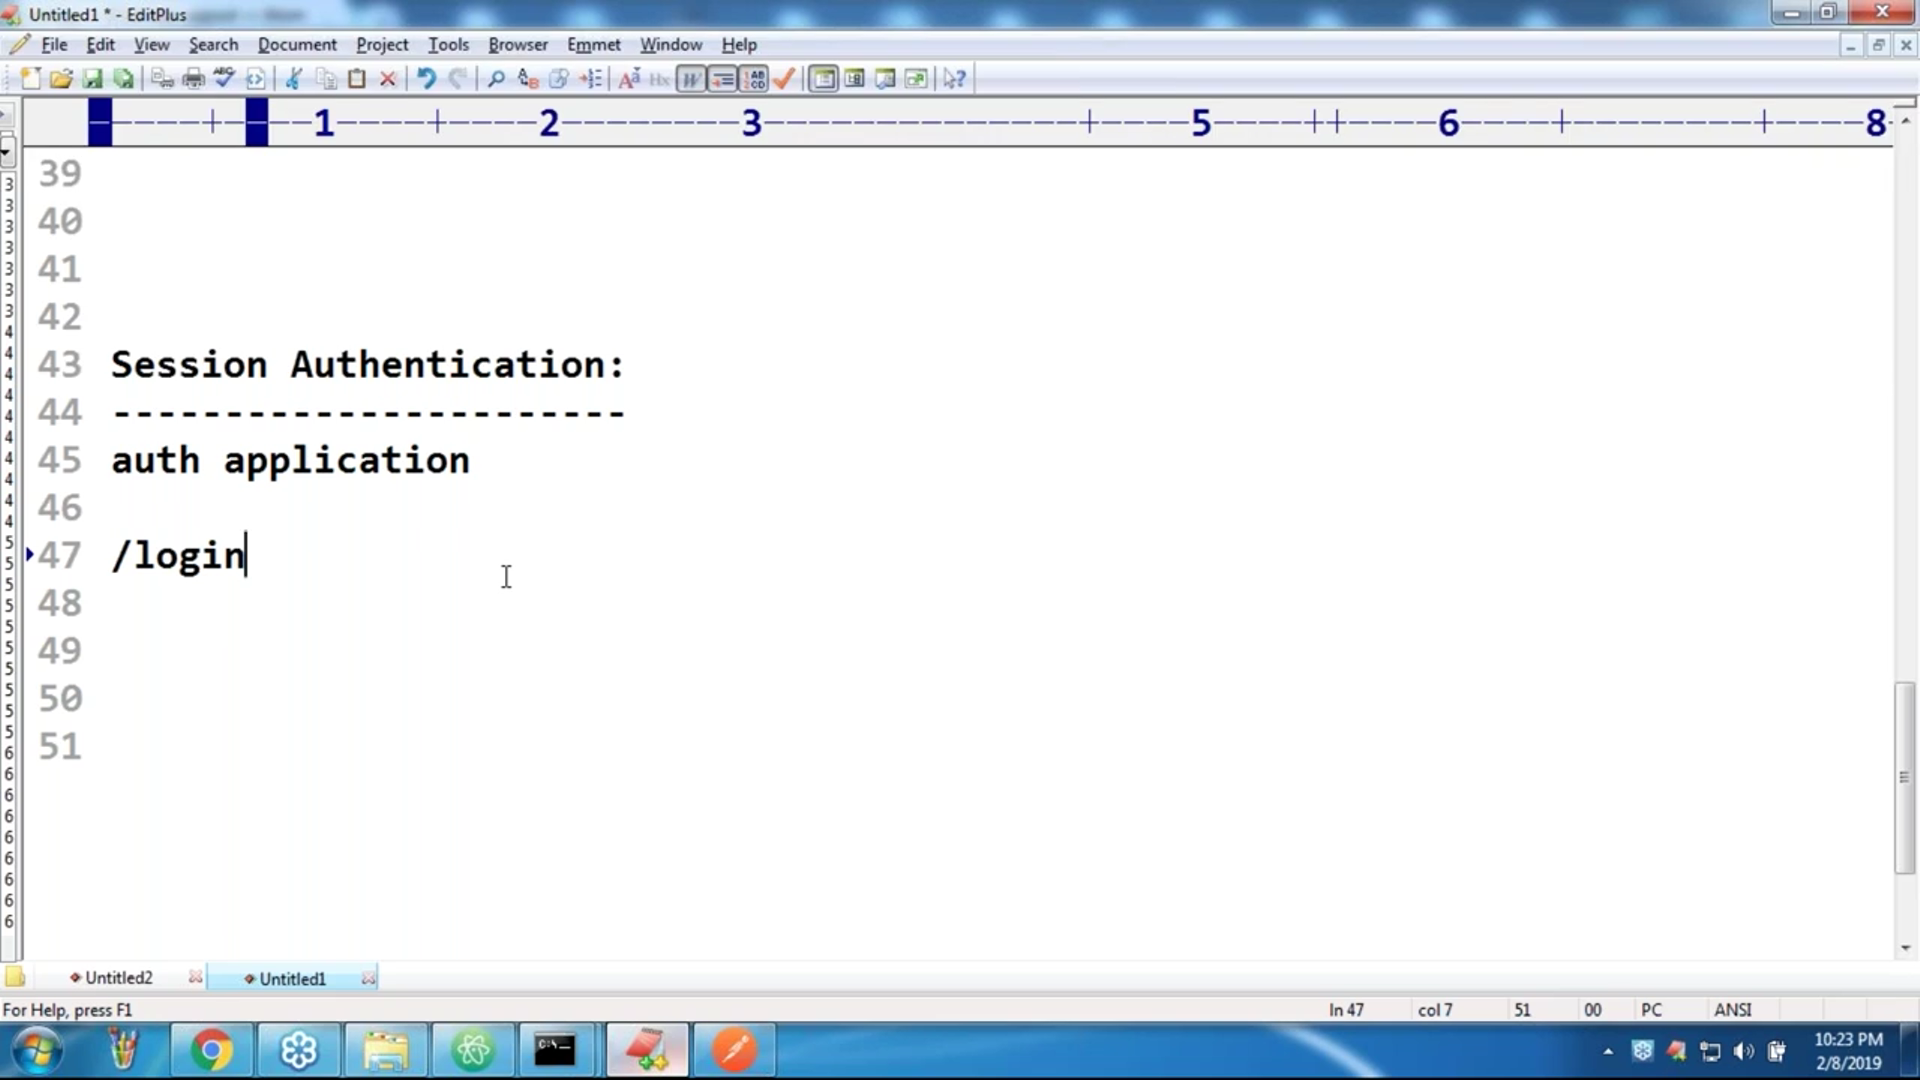 Untitled1 * - EditPlus
File Edit View Search Document Project Tools Browser Emmet Window Help
1 2 3 5 6 8
39
40
41
42
43 Session Authentication:
44 -----------------------
45 auth application
46
47 /login
48
49
50
51
Untitled2 Untitled1
For Help, press F1 ln 47 col 7 51 00 PC ANSI
10:23 PM
2/8/2019